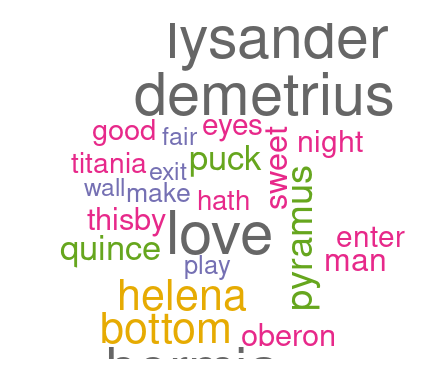 lysander
demetrius
good fair eyes
titania exit puck sweet night
wall make hath
thisby love pyramus
quince play enter
man
helena
bottom oberon
hermia